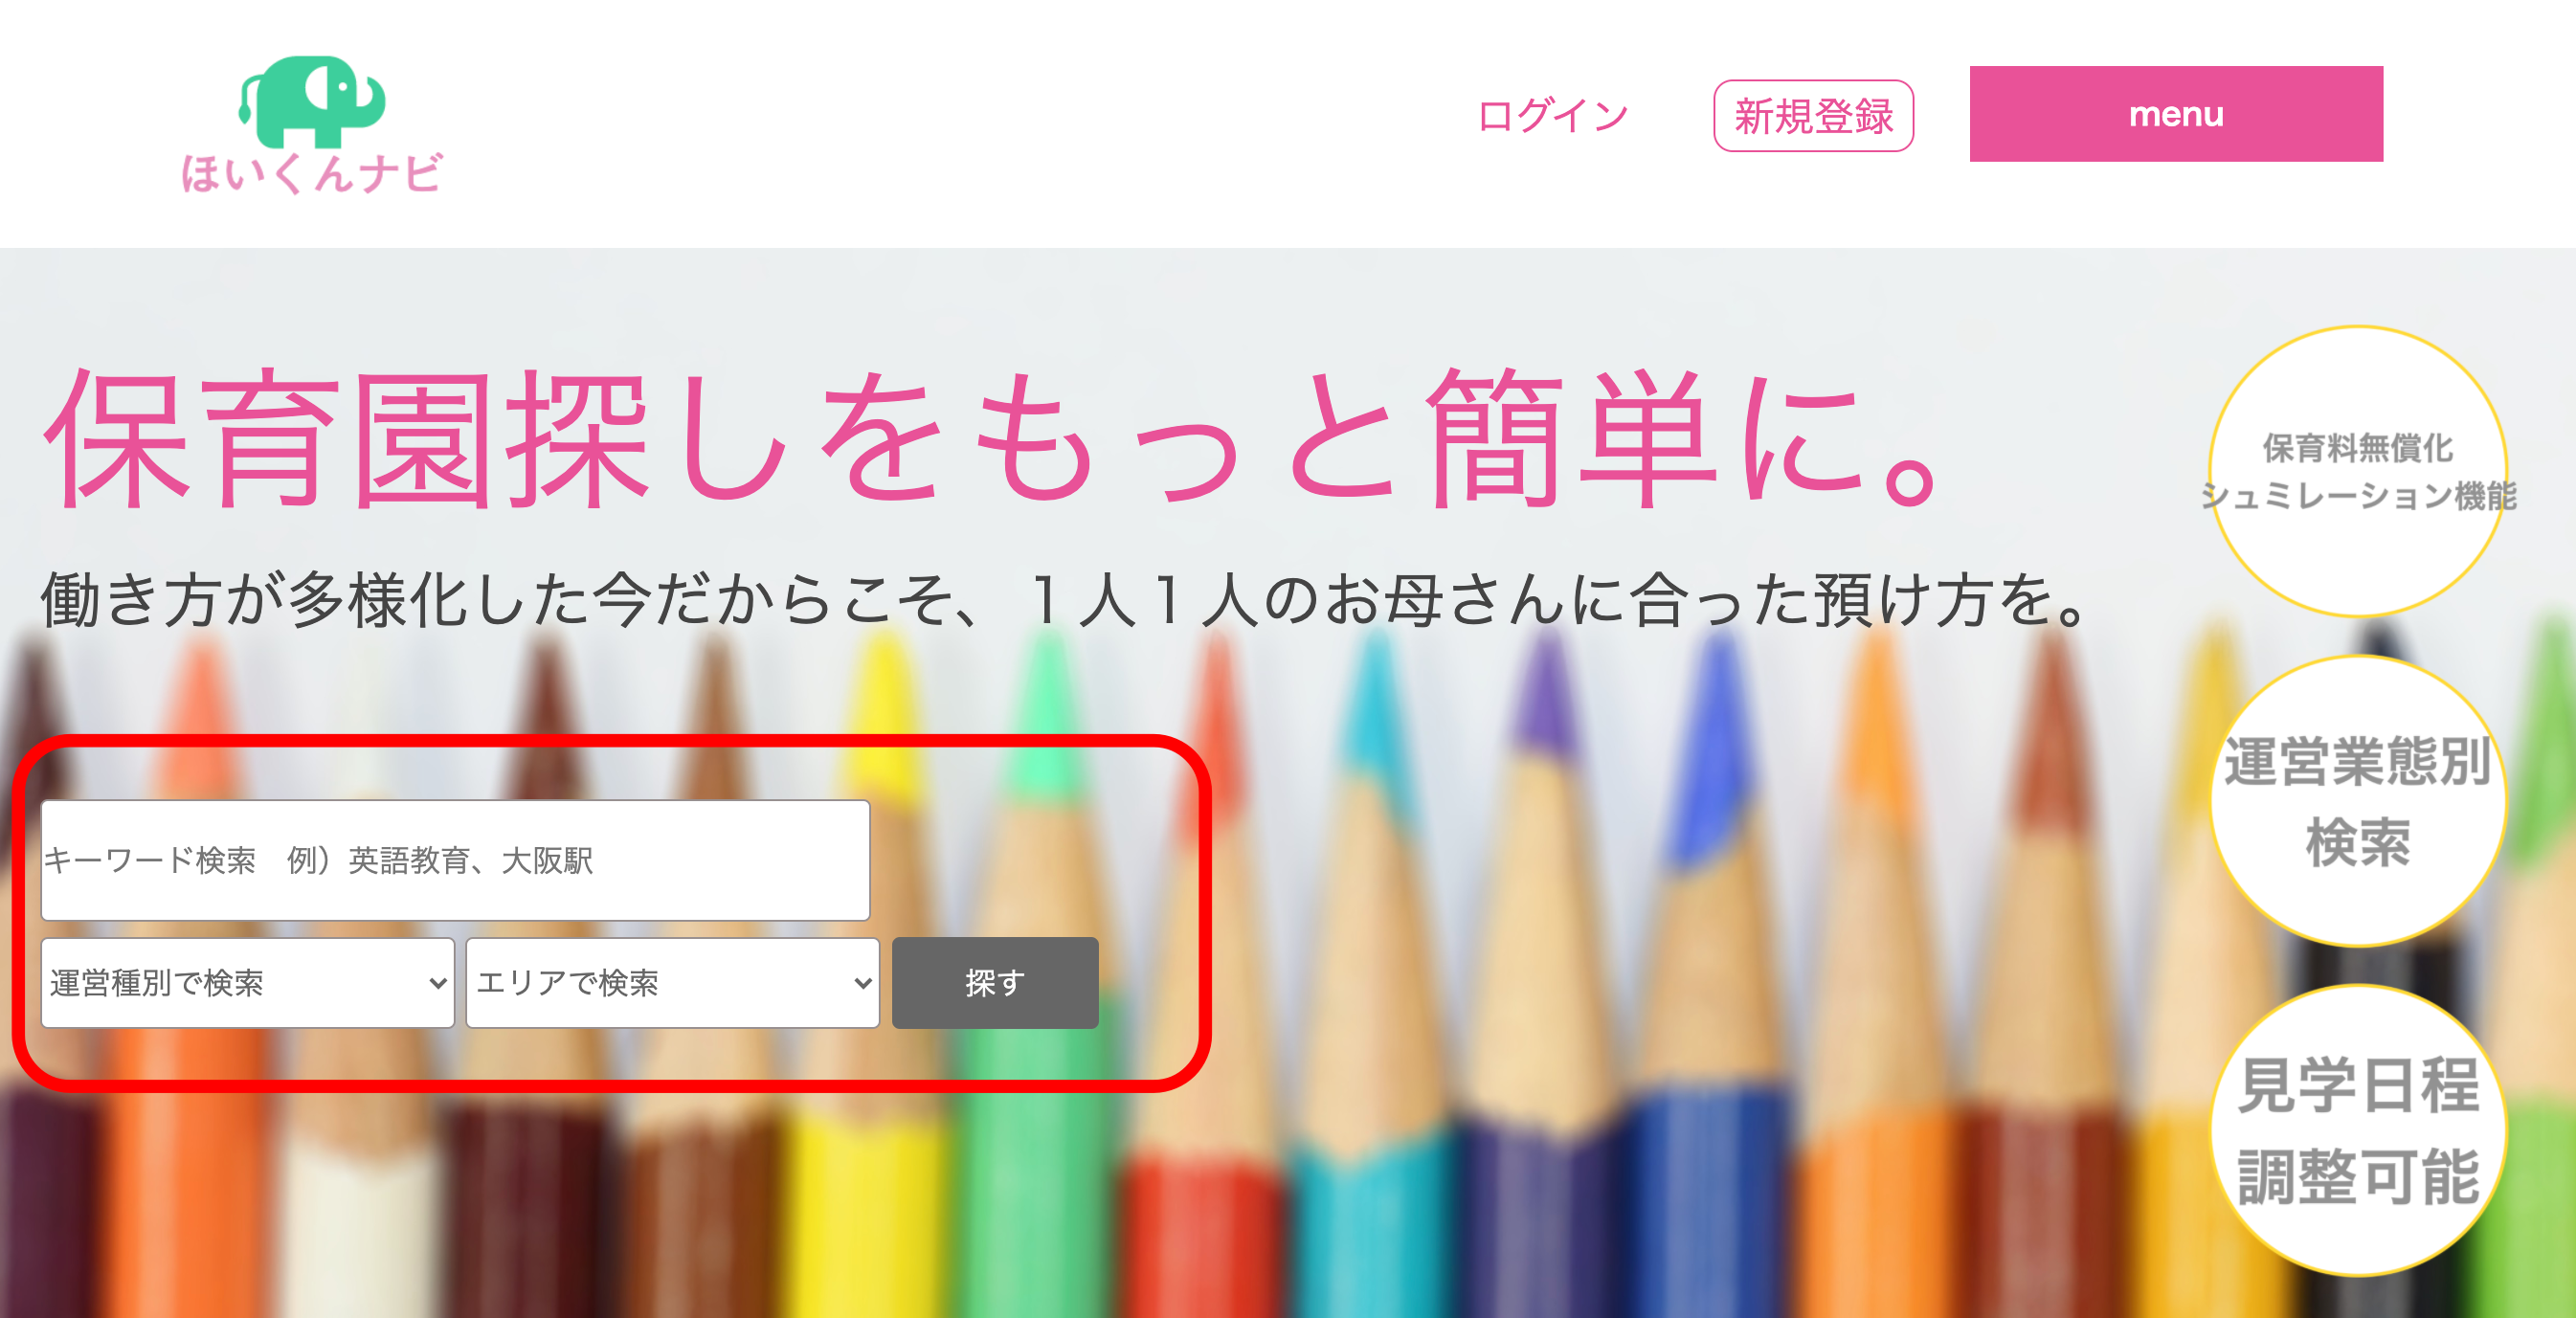 ほいくんナビ
ログイン
新規登録
menu
保育園探しをもっと簡単に。
働き方が多様化した今だからこそ、１人１人のお母さんに合った預け方を。
キーワード検索　例）英語教育、大阪駅
運営種別で検索
エリアで検索
探す
保育料無償化
シュミレーション機能
運営業態別
検索
見学日程
調整可能